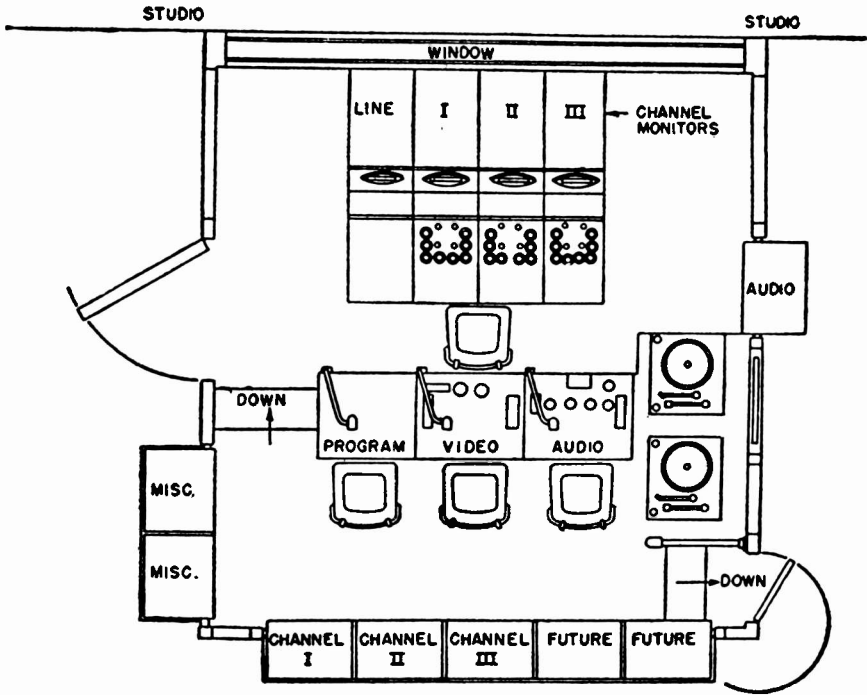 STUDIO
STUDIO
WINDOW
LINE I II III
CHANNEL
MONITORS
AUDIO
DOWN
PROGRAM VIDEO AUDIO
MISC.
MISC.
DOWN
CHANNEL
I
CHANNEL
II
CHANNEL
III
FUTURE
FUTURE